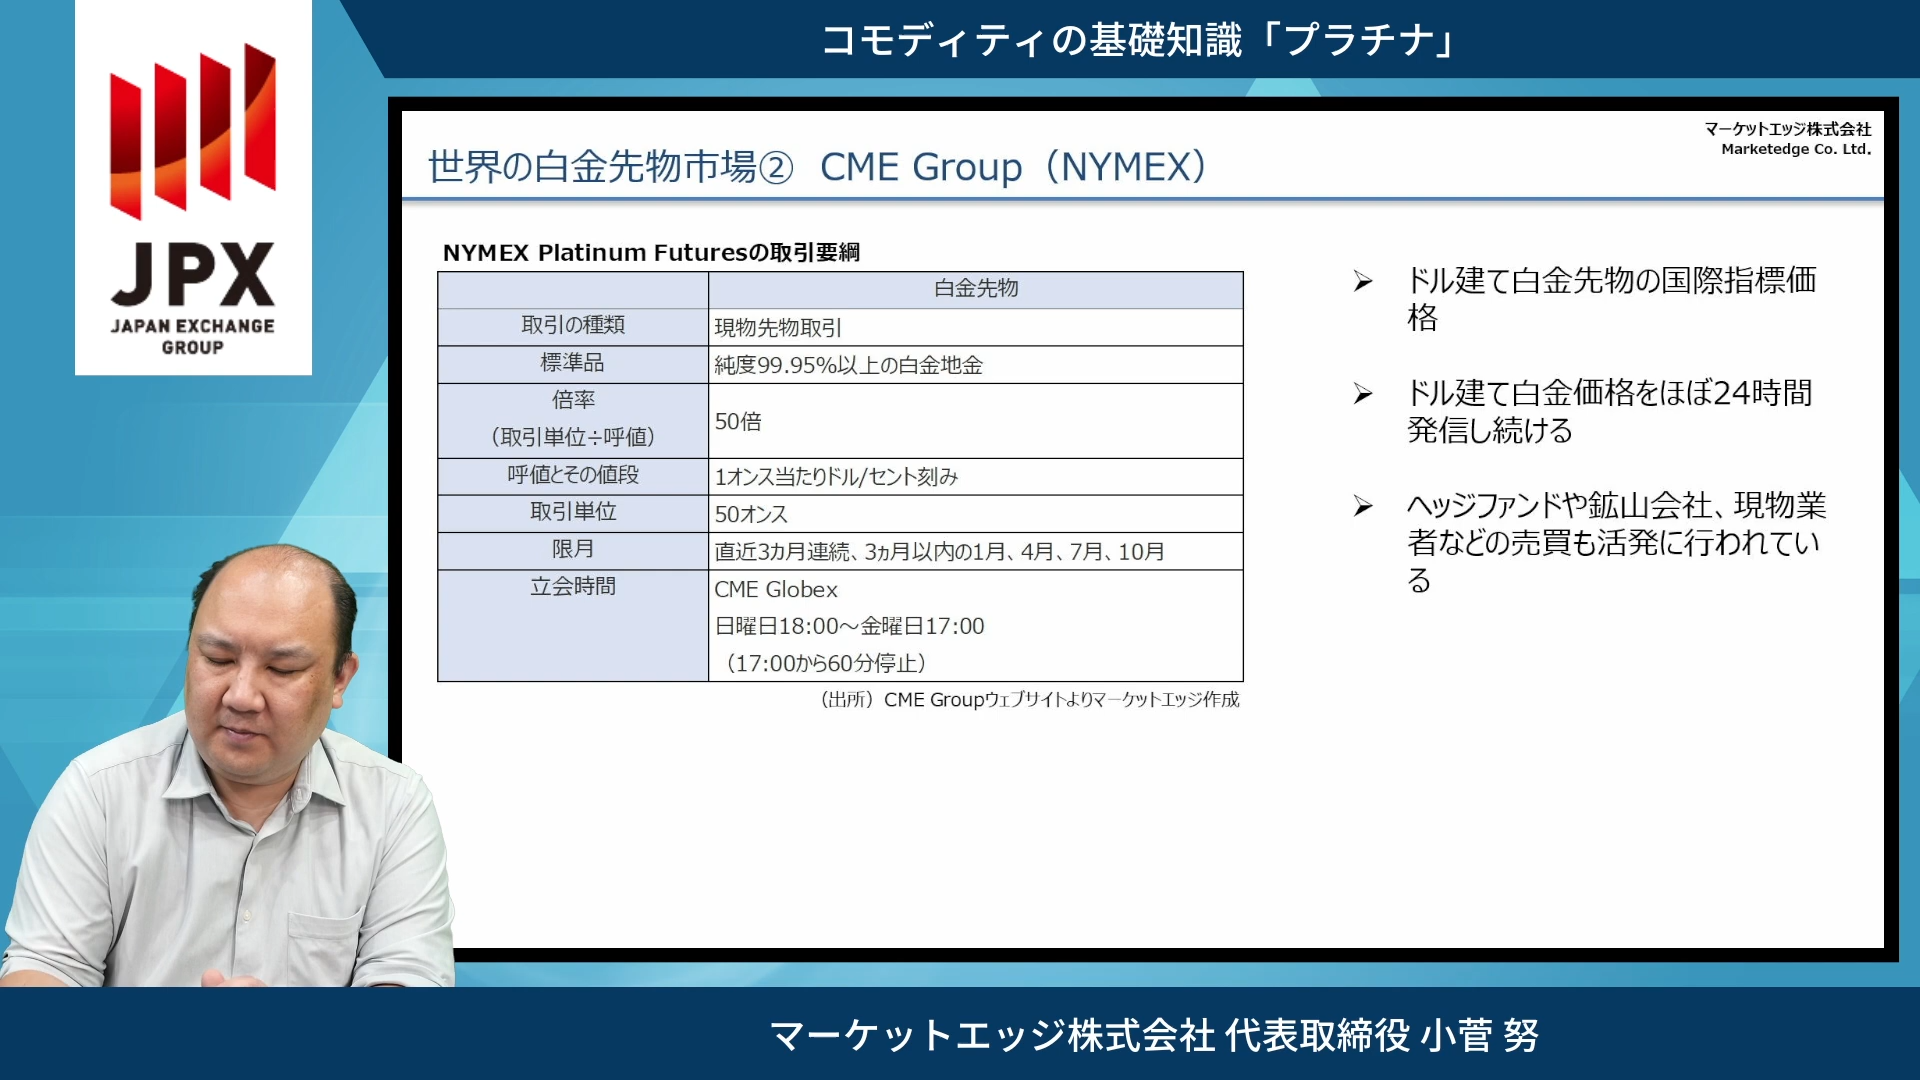 コモディティの基礎知識「プラチナ」
JPX
JAPAN EXCHANGE
GROUP
マーケットエッジ株式会社
Marketedge Co. Ltd.
世界の白金先物市場② CME Group（NYMEX）
NYMEX Platinum Futuresの取引要綱
白金先物
取引の種類 現物先物取引
標準品 純度99.95%以上の白金地金
倍率
（取引単位÷呼値）
50倍
呼値とその値段 1オンス当たりドル/セント刻み
取引単位 50オンス
限月 直近3カ月連続、3ヵ月以内の1月、4月、7月、10月
立会時間 CME Globex
日曜日18:00～金曜日17:00
（17:00から60分停止）
（出所）CME Groupウェブサイトよりマーケットエッジ作成
➢ ドル建て白金先物の国際指標価
格
➢ ドル建て白金価格をほぼ24時間
発信し続ける
➢ ヘッジファンドや鉱山会社、現物業
者などの売買も活発に行われてい
る
マーケットエッジ株式会社 代表取締役 小菅 努